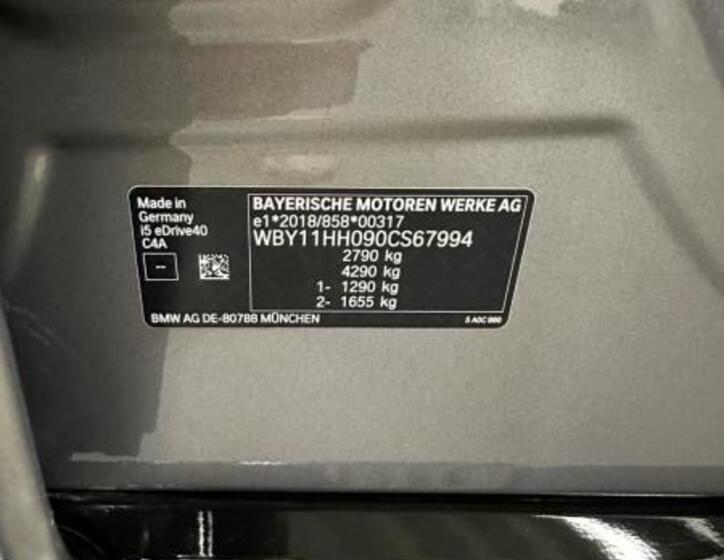 Made in
Germany
i5 eDrive40
C4A
--
BAYERISCHE MOTOREN WERKE AG
e1*2018/858*00317
WBY11HH090CS67994
2790 kg
4290 kg
1- 1290 kg
2- 1655 kg
BMW AG DE-80788 MÜNCHEN